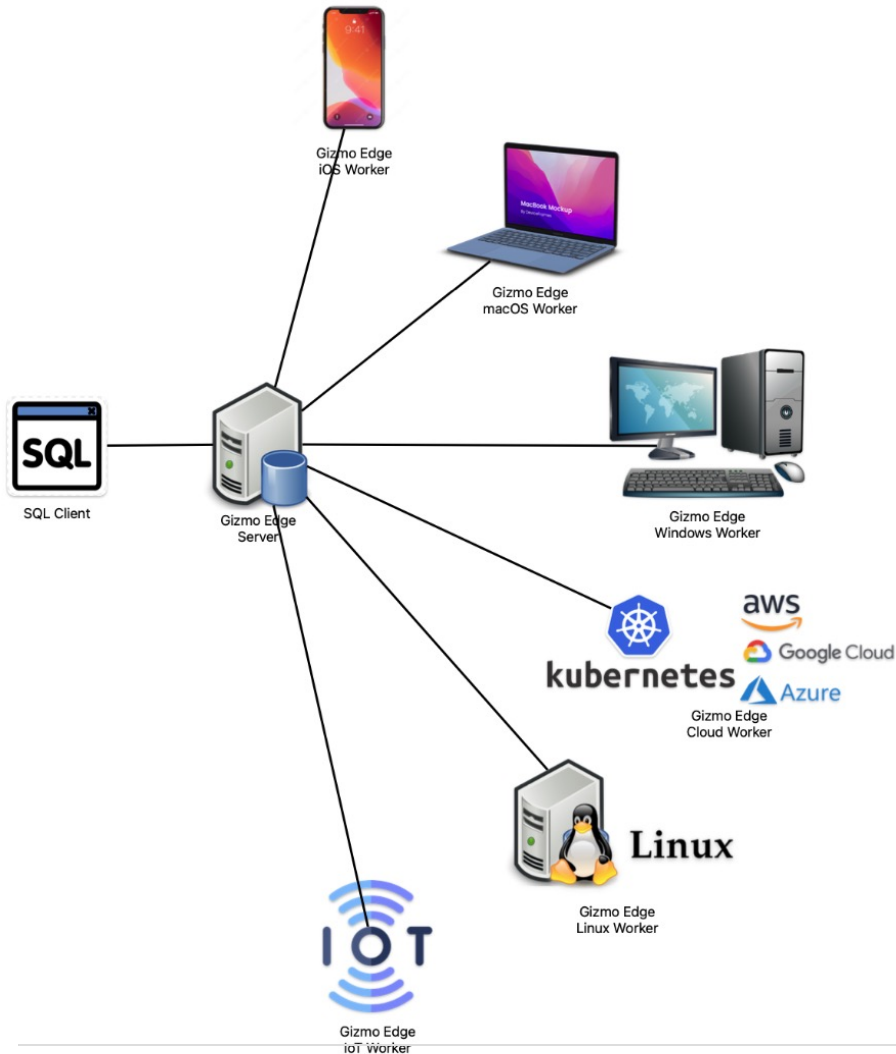 9:41
Gizmo Edge
iOS Worker
MacBook Mockup
Gizmo Edge
macOS Worker
SQL
SQL Client
Gizmo Edge
Server
Gizmo Edge
Windows Worker
aws
Google Cloud
kubernetes
Azure
Gizmo Edge
Cloud Worker
Linux
Gizmo Edge
Linux Worker
IOT
Gizmo Edge
IoT Worker